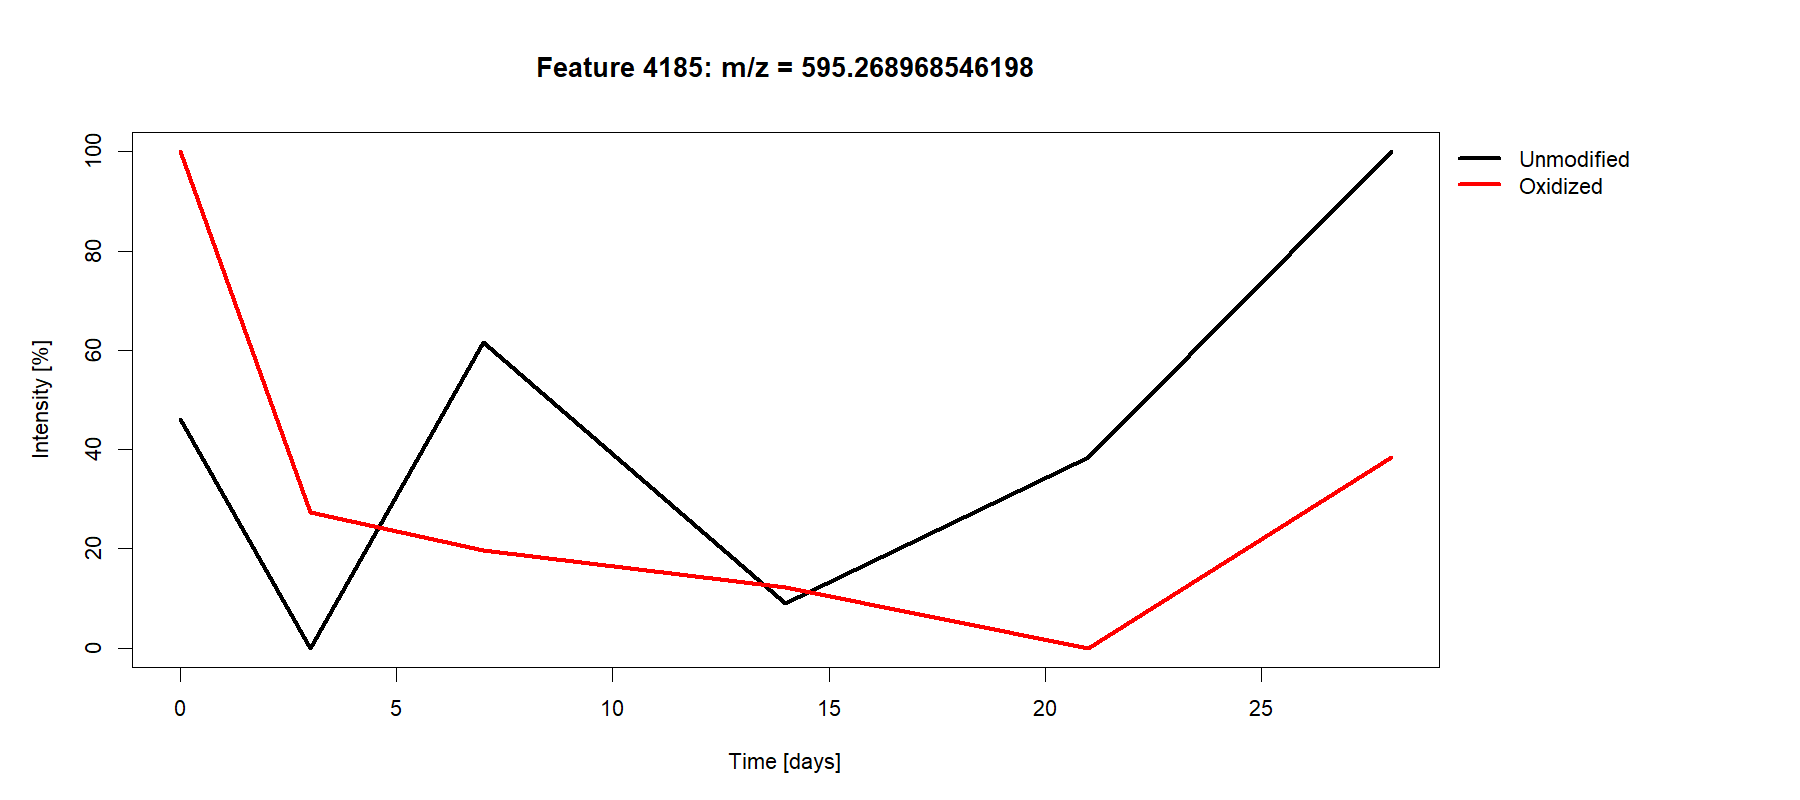 Feature 4185: m/z = 595.268968546198
Unmodified
Oxidized
Intensity [%]
100
80
60
40
20
0
0 5 10 15 20 25
Time [days]